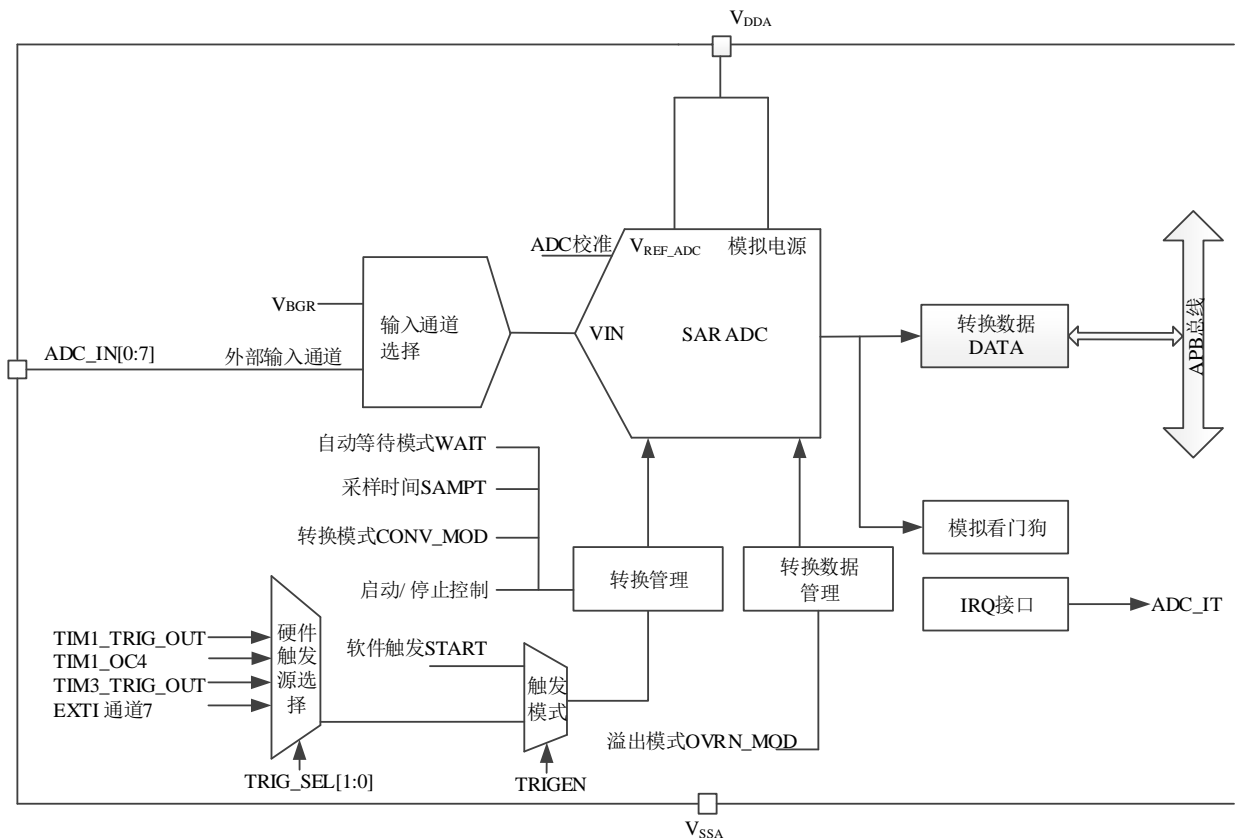 VDDA
ADC校准
VREF_ADC
模拟电源
VBGR
输入通道
选择
VIN
SAR ADC
转换数据
DATA
APB总线
ADC_IN[0:7]
外部输入通道
自动等待模式WAIT
采样时间SAMPT
转换模式CONV_MOD
启动/停止控制
转换管理
转换数据
管理
模拟看门狗
IRQ接口
ADC_IT
TIM1_TRIG_OUT
TIM1_OC4
TIM3_TRIG_OUT
EXTI 通道7
硬件
触发
源选
择
软件触发START
触发
模式
溢出模式OVRN_MOD
TRIG_SEL[1:0]
TRIGEN
VSSA